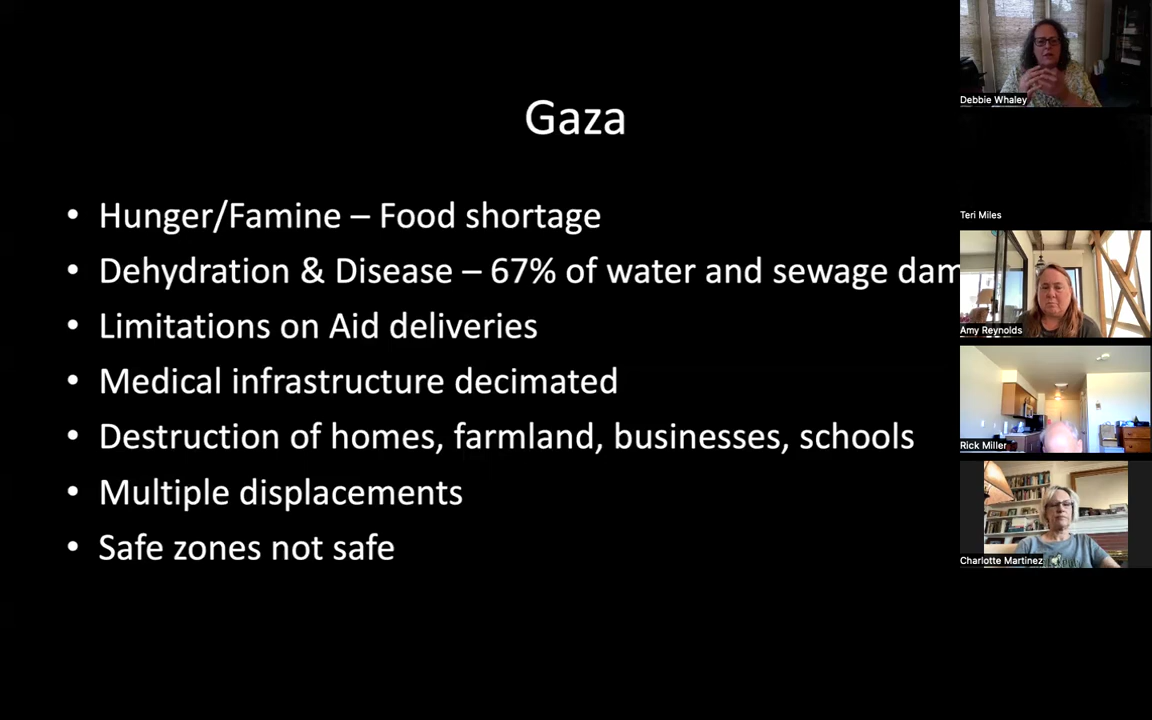 Gaza
• Hunger/Famine – Food shortage
• Dehydration & Disease – 67% of water and sewage dam
• Limitations on Aid deliveries
• Medical infrastructure decimated
• Destruction of homes, farmland, businesses, schools
• Multiple displacements
• Safe zones not safe
Debbie Whaley
Teri Miles
Amy Reynolds
Rick Miller
Charlotte Martinez